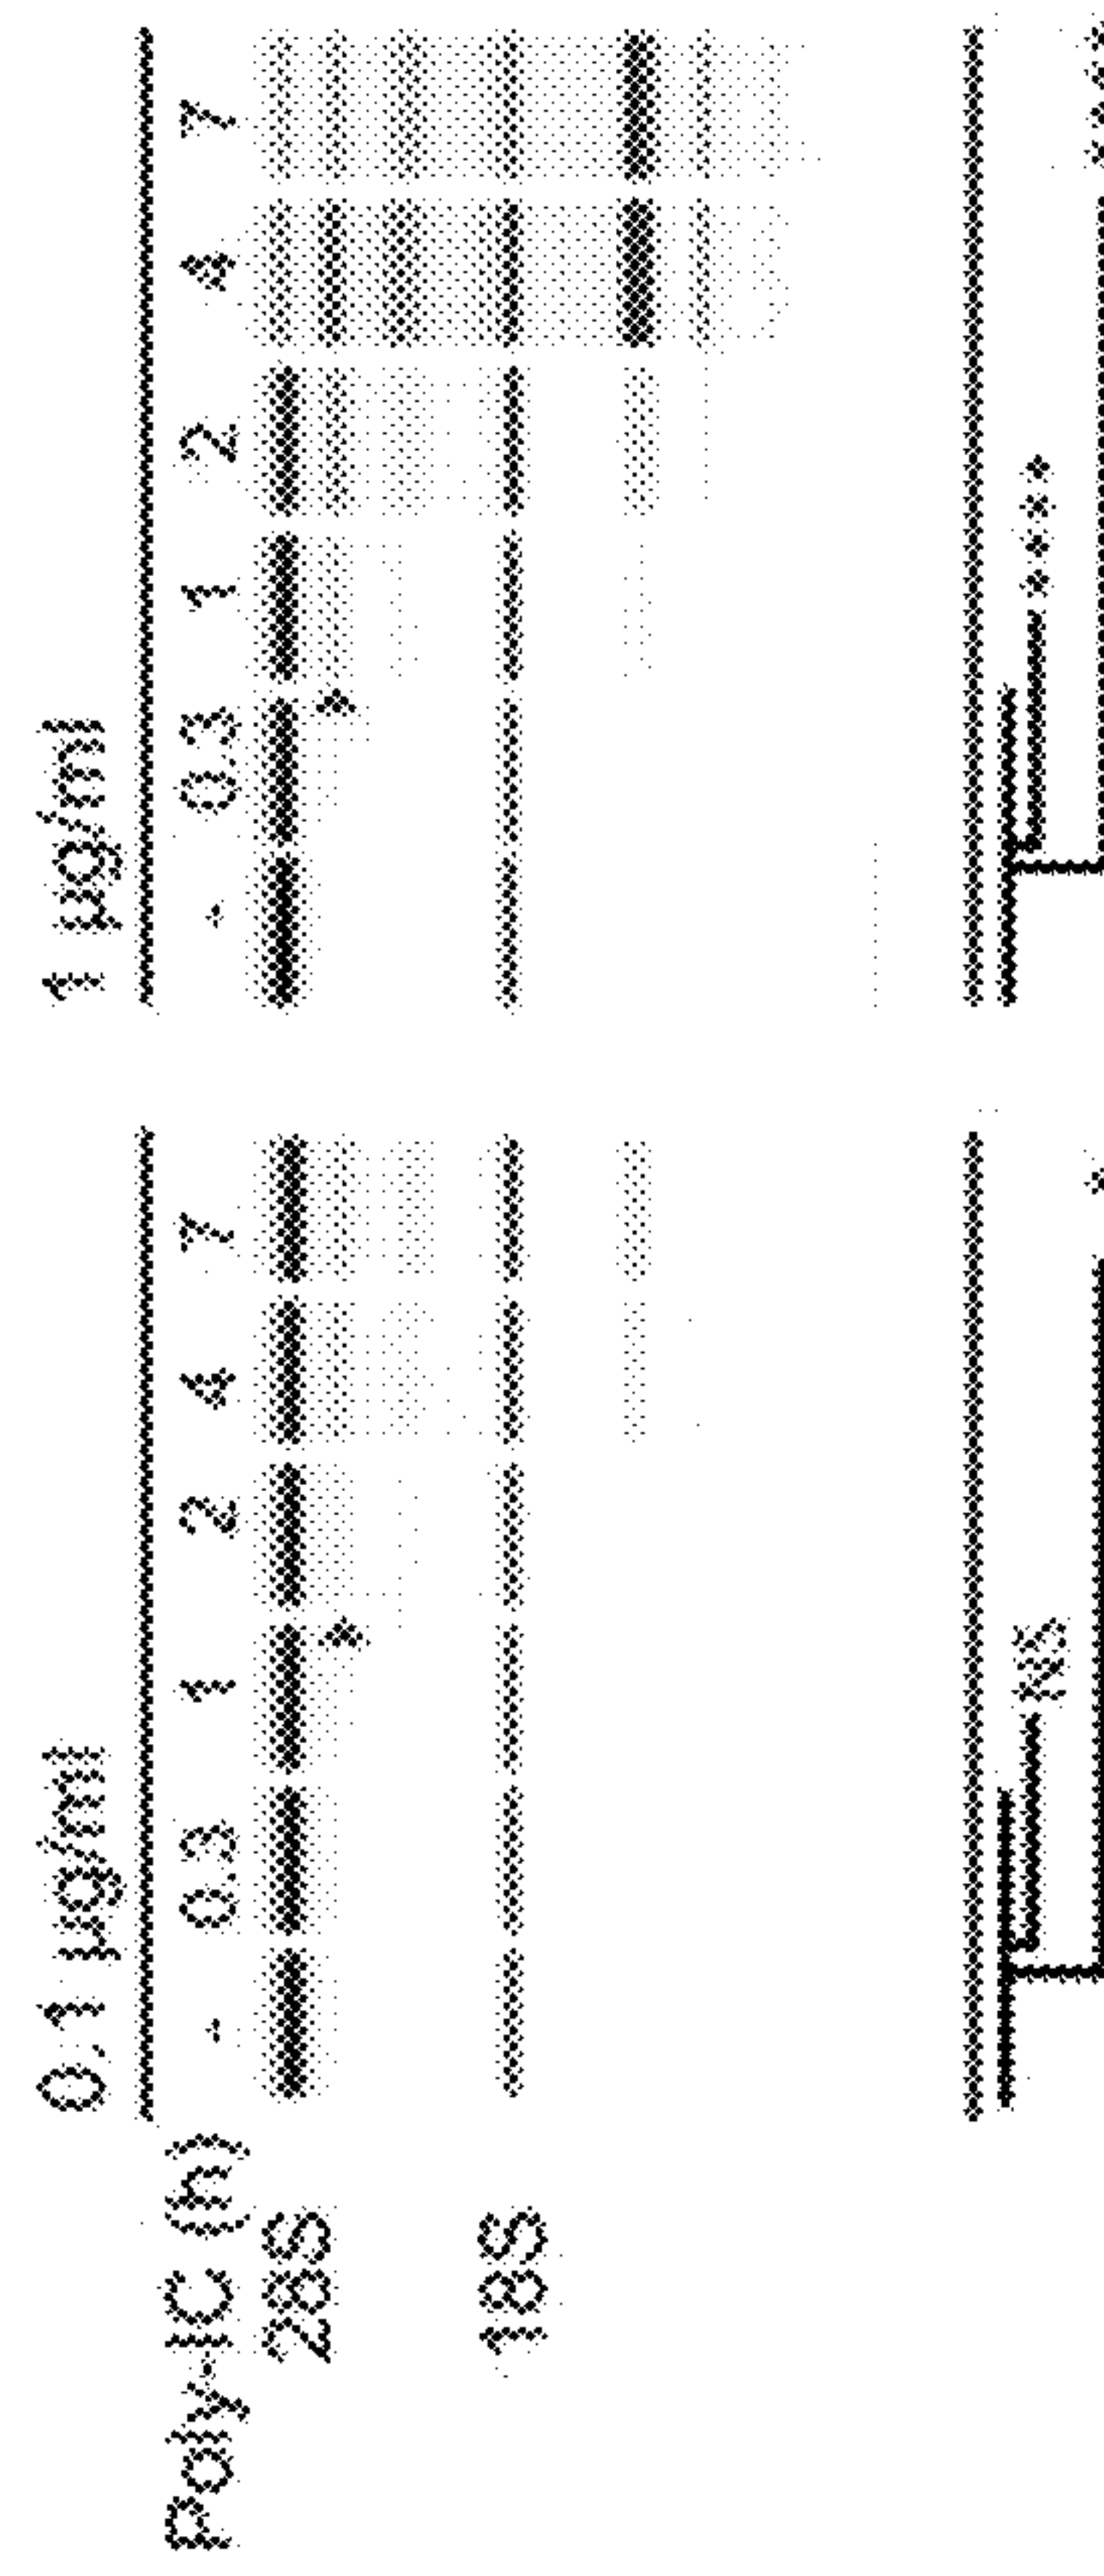 0.1 µg/ml 1 µg/ml
Poly-IC (h) - 0.3 1 2 4 7 - 0.3 1 2 4 7
28S
18S
NS ****
* ***